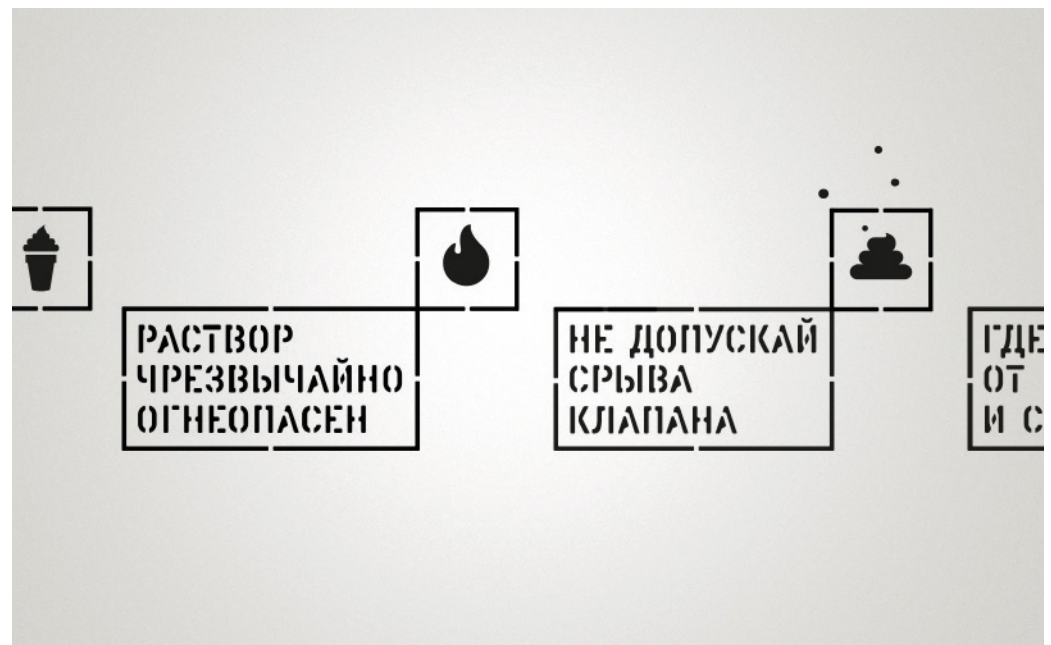 РАСТВОР
ЧРЕЗВЫЧАЙНО
ОГНЕОПАСЕН
НЕ ДОПУСКАЙ
СРЫВА
КЛАПАНА
ГДЕ
ОТ
И С